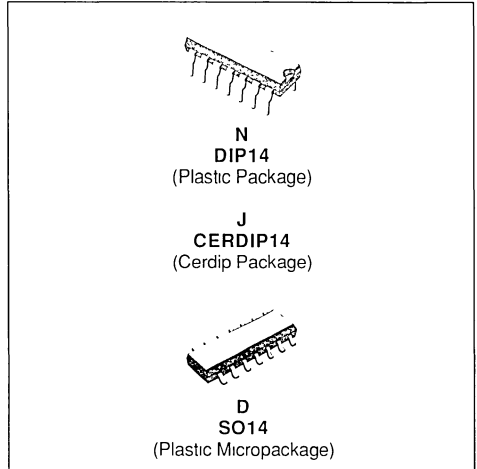 N
DIP14
(Plastic Package)
J
CERDIP14
(Cerdip Package)
D
SO14
(Plastic Micropackage)